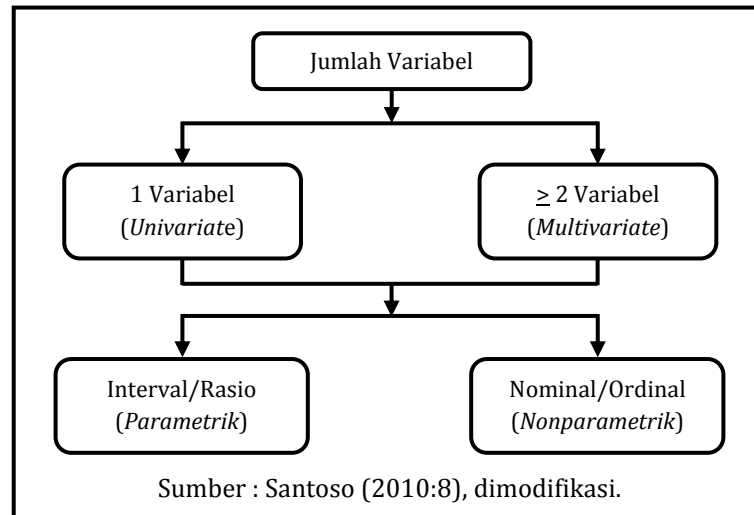 Jumlah Variabel
1 Variabel
(Univariate)
≥ 2 Variabel
(Multivariate)
Interval/Rasio
(Parametrik)
Nominal/Ordinal
(Nonparametrik)
Sumber : Santoso (2010:8), dimodifikasi.